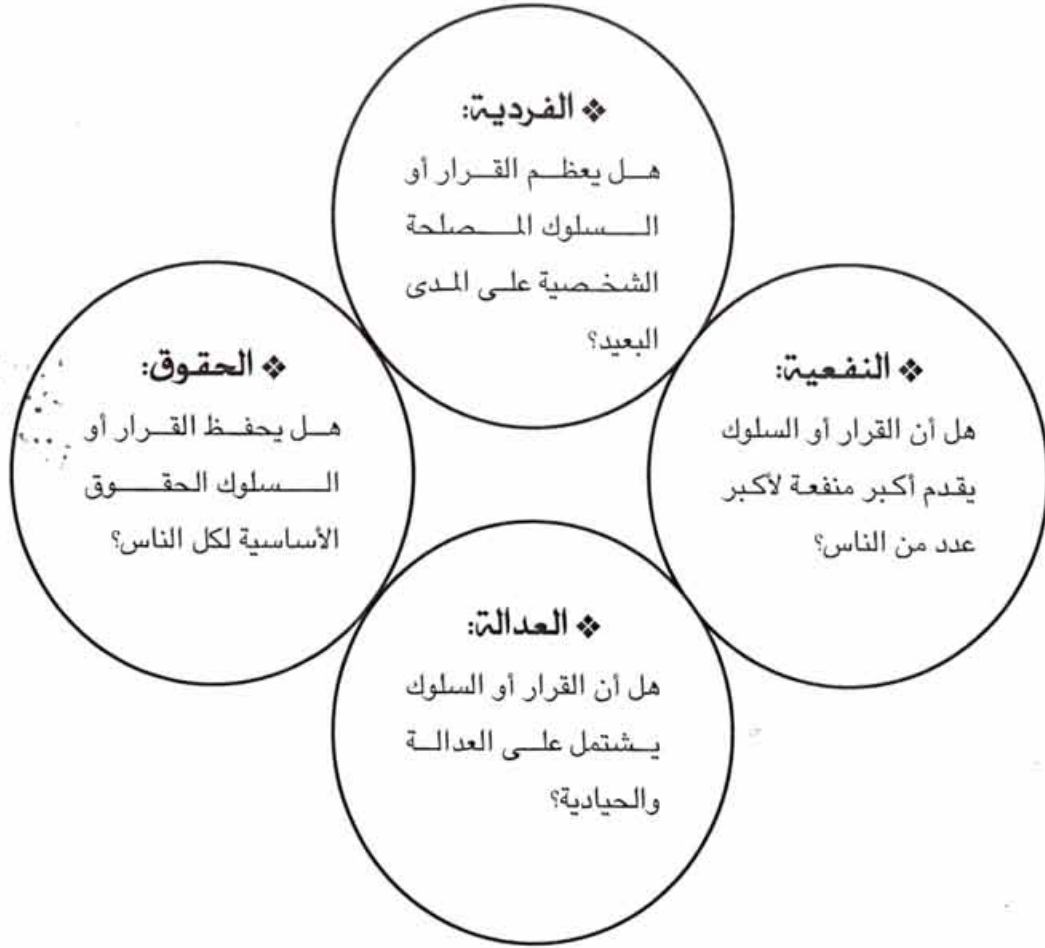 ❖ الفردية:
هل يعظم القرار أو
السلوك المصلحة
الشخصية على المدى
البعيد؟
❖ النفعية:
هل أن القرار أو السلوك
يقدم أكبر منفعة لأكبر
عدد من الناس؟
❖ الحقوق:
هل يحفظ القرار أو
السلوك الحقوق
الأساسية لكل الناس؟
❖ العدالة:
هل أن القرار أو السلوك
يشتمل على العدالة
والحيادية؟